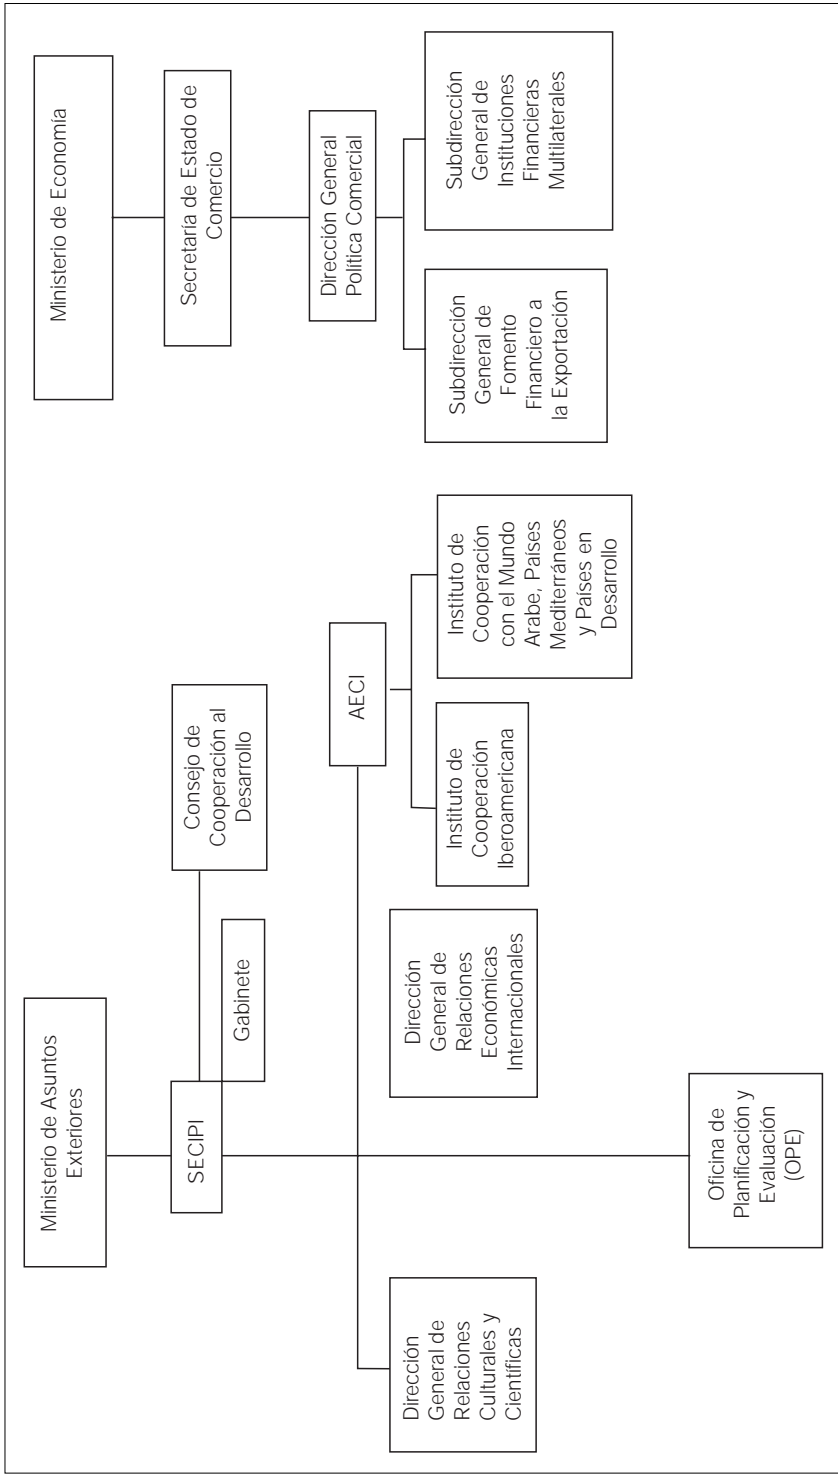 Ministerio de Asuntos
Exteriores
SECIPI
Gabinete
Consejo de
Cooperación al
Desarrollo
Dirección
General de
Relaciones
Culturales y
Científicas
Dirección
General de
Relaciones
Económicas
Internacionales
AECI
Instituto de
Cooperación
Iberoamericana
Instituto de
Cooperación
con el Mundo
Arabe, Países
Mediterráneos
y Países en
Desarrollo
Oficina de
Planificación y
Evaluación
(OPE)
Ministerio de Economía
Secretaría de Estado de
Comercio
Dirección General
Política Comercial
Subdirección
General de
Fomento
Financiero a
la Exportación
Subdirección
General de
Instituciones
Financieras
Multilaterales